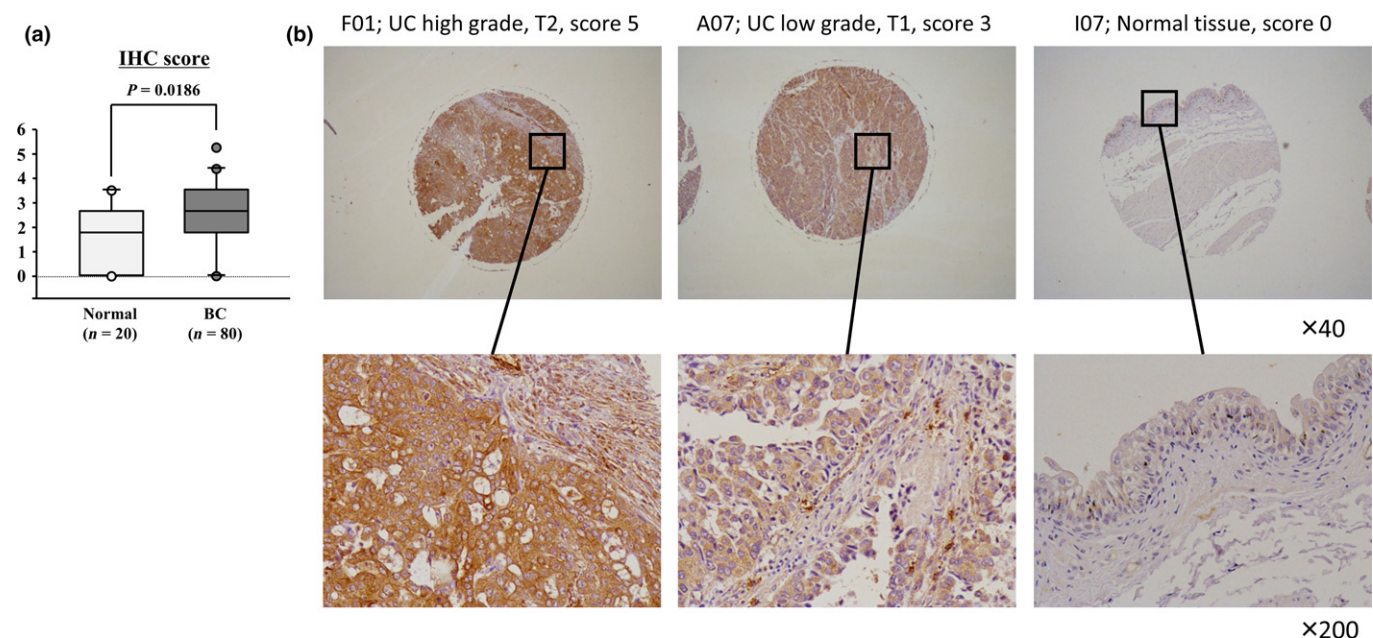 (a)
IHC score
P = 0.0186
6
5
4
3
2
1
0
Normal
(n = 20)
BC
(n = 80)
(b)
F01; UC high grade, T2, score 5
A07; UC low grade, T1, score 3
I07; Normal tissue, score 0
×40
×200